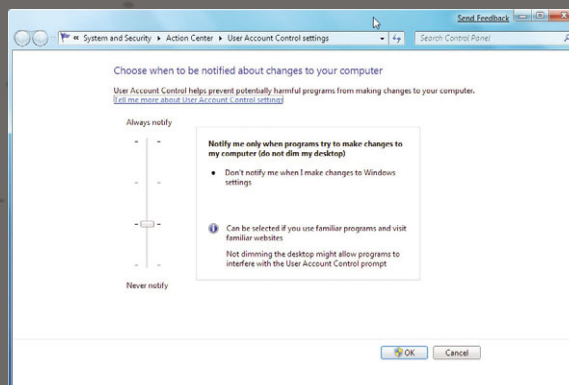 Send Feedback
« System and Security ▸ Action Center ▸ User Account Control settings
Search Control Panel
Choose when to be notified about changes to your computer
User Account Control helps prevent potentially harmful programs from making changes to your computer.
Tell me more about User Account Control settings
Always notify
Notify me only when programs try to make changes to
my computer (do not dim my desktop)
• Don't notify me when I make changes to Windows
settings
Can be selected if you use familiar programs and visit
familiar websites
Not dimming the desktop might allow programs to
interfere with the User Account Control prompt
Never notify
OK
Cancel